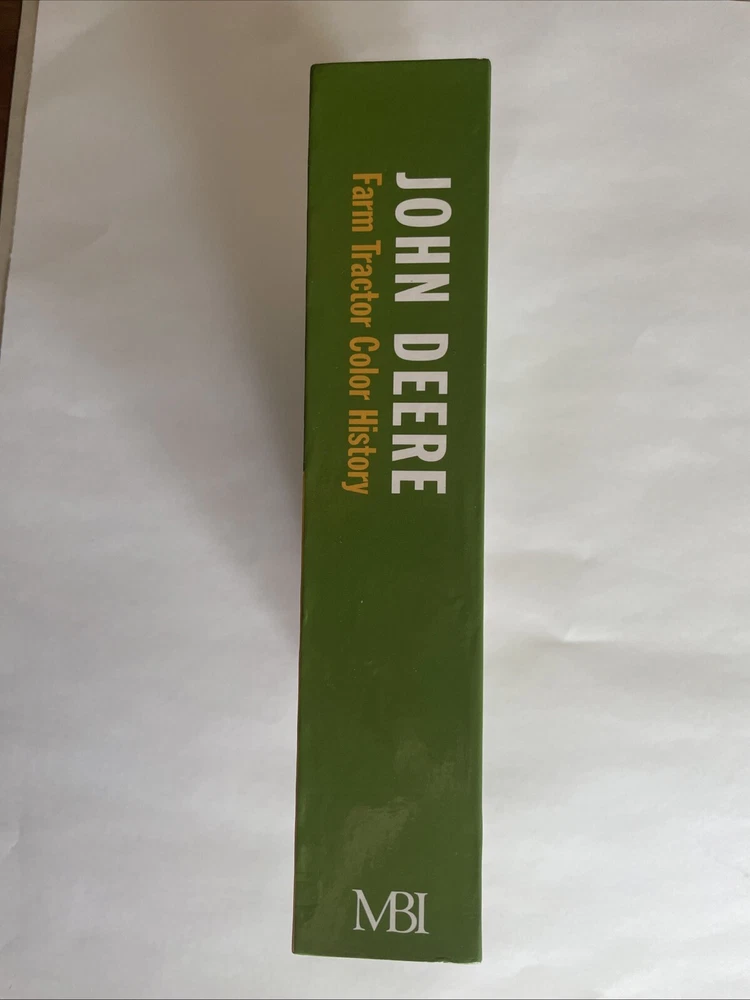 JOHN DEERE
Farm Tractor Color History
MBI